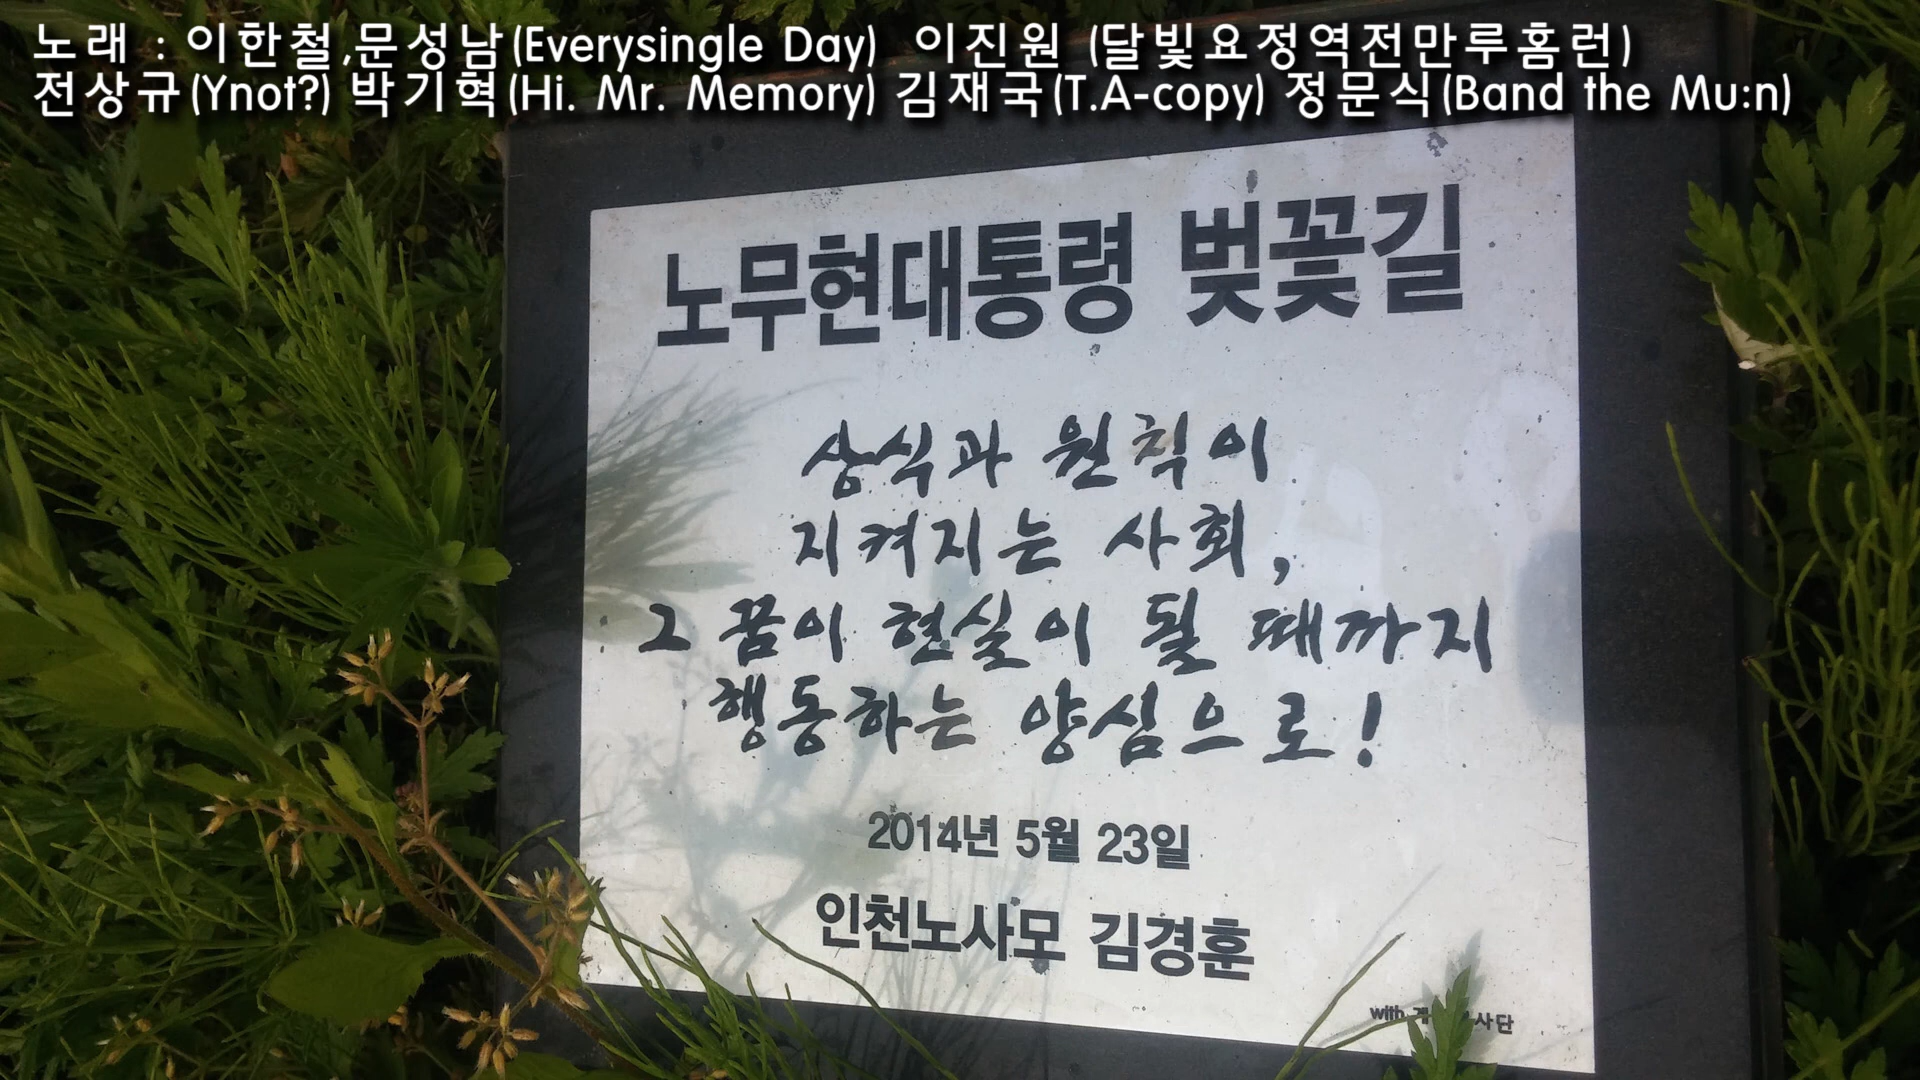 노래 : 이한철,문성남(Everysingle Day) 이진원 (달빛요정역전만루홈런)
전상규(Ynot?) 박기혁(Hi. Mr. Memory) 김재국(T.A-copy) 정문식(Band the Mu:n)
노무현대통령 벚꽃길
상식과 원칙이
지켜지는 사회,
그 꿈이 현실이 될 때까지
행동하는 양심으로!
2014년 5월 23일
인천노사모 김경훈
with